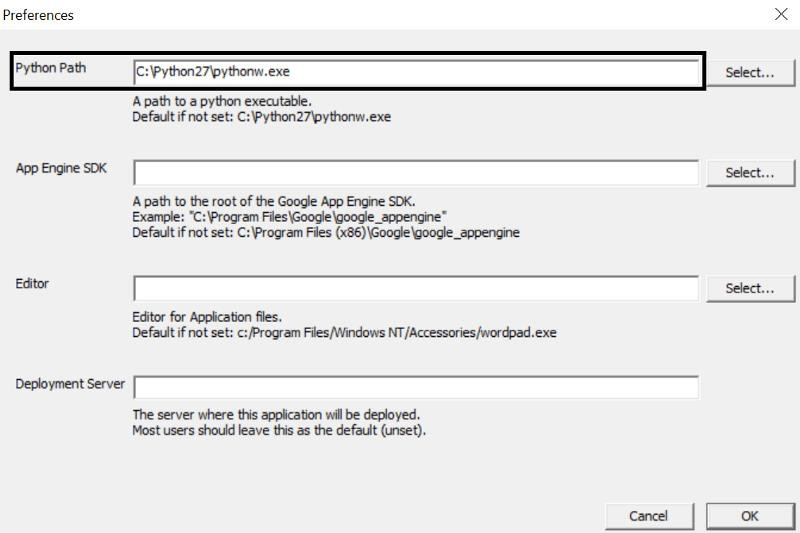 Preferences
Python Path
C:\Python27\pythonw.exe
Select...
A path to a python executable.
Default if not set: C:\Python27\pythonw.exe
App Engine SDK
Select...
A path to the root of the Google App Engine SDK.
Example: "C:\Program Files\Google\google_appengine"
Default if not set: C:\Program Files (x86)\Google\google_appengine
Editor
Select...
Editor for Application files.
Default if not set: c:/Program Files/Windows NT/Accessories/wordpad.exe
Deployment Server
The server where this application will be deployed.
Most users should leave this as the default (unset).
Cancel
OK